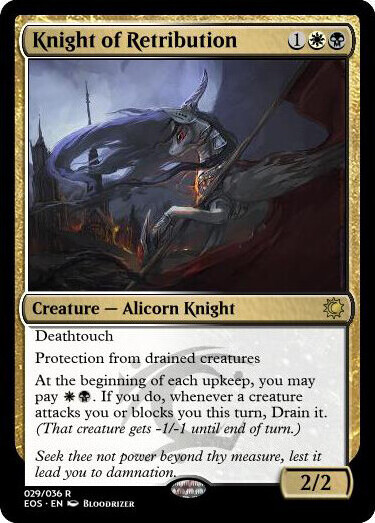 Knight of Retribution 1
Creature — Alicorn Knight
Deathtouch
Protection from drained creatures
At the beginning of each upkeep, you may
pay . If you do, whenever a creature
attacks you or blocks you this turn, Drain it.
(That creature gets -1/-1 until end of turn.)
Seek thee not power beyond thy measure, lest it
lead you to damnation.
2/2
029/036 R
EOS • EN Bloodrizer